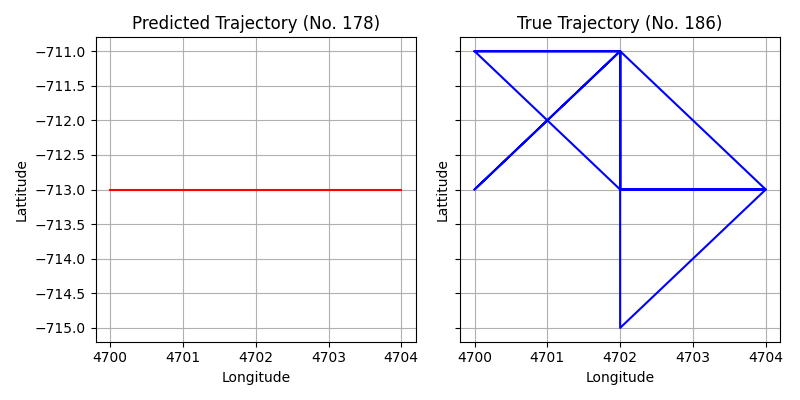 Predicted Trajectory (No. 178)
True Trajectory (No. 186)
−711.0
−711.5
−712.0
−712.5
−713.0
−713.5
−714.0
−714.5
−715.0
Lattitude
Lattitude
4700 4701 4702 4703 4704
4700 4701 4702 4703 4704
Longitude
Longitude